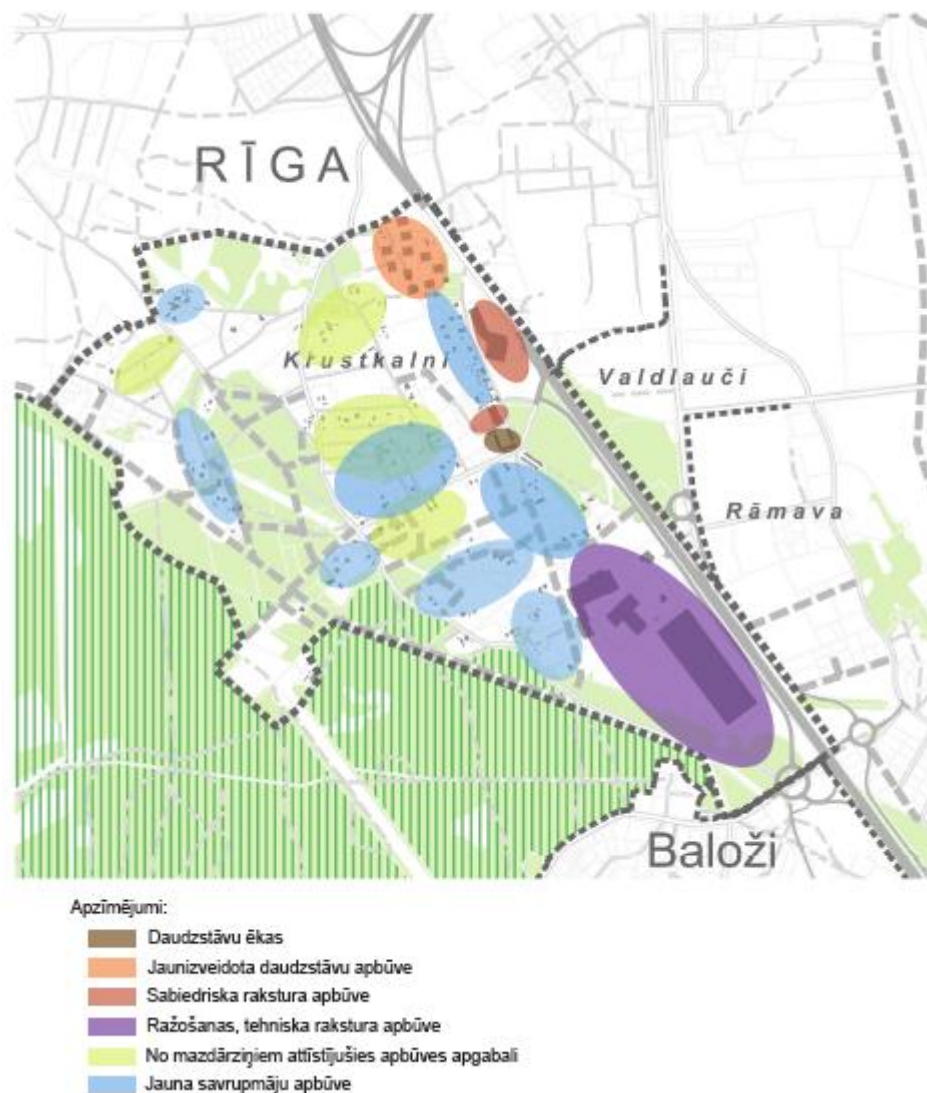 RĪGA
Krustkalni
Valdlauči
Rāmava
Baloži
Apzīmējumi:
Daudzstāvu ēkas
Jaunizveidota daudzstāvu apbūve
Sabiedriska rakstura apbūve
Ražošanas, tehniska rakstura apbūve
No mazdārziņiem attīstījušies apbūves apgabali
Jauna savrupmāju apbūve